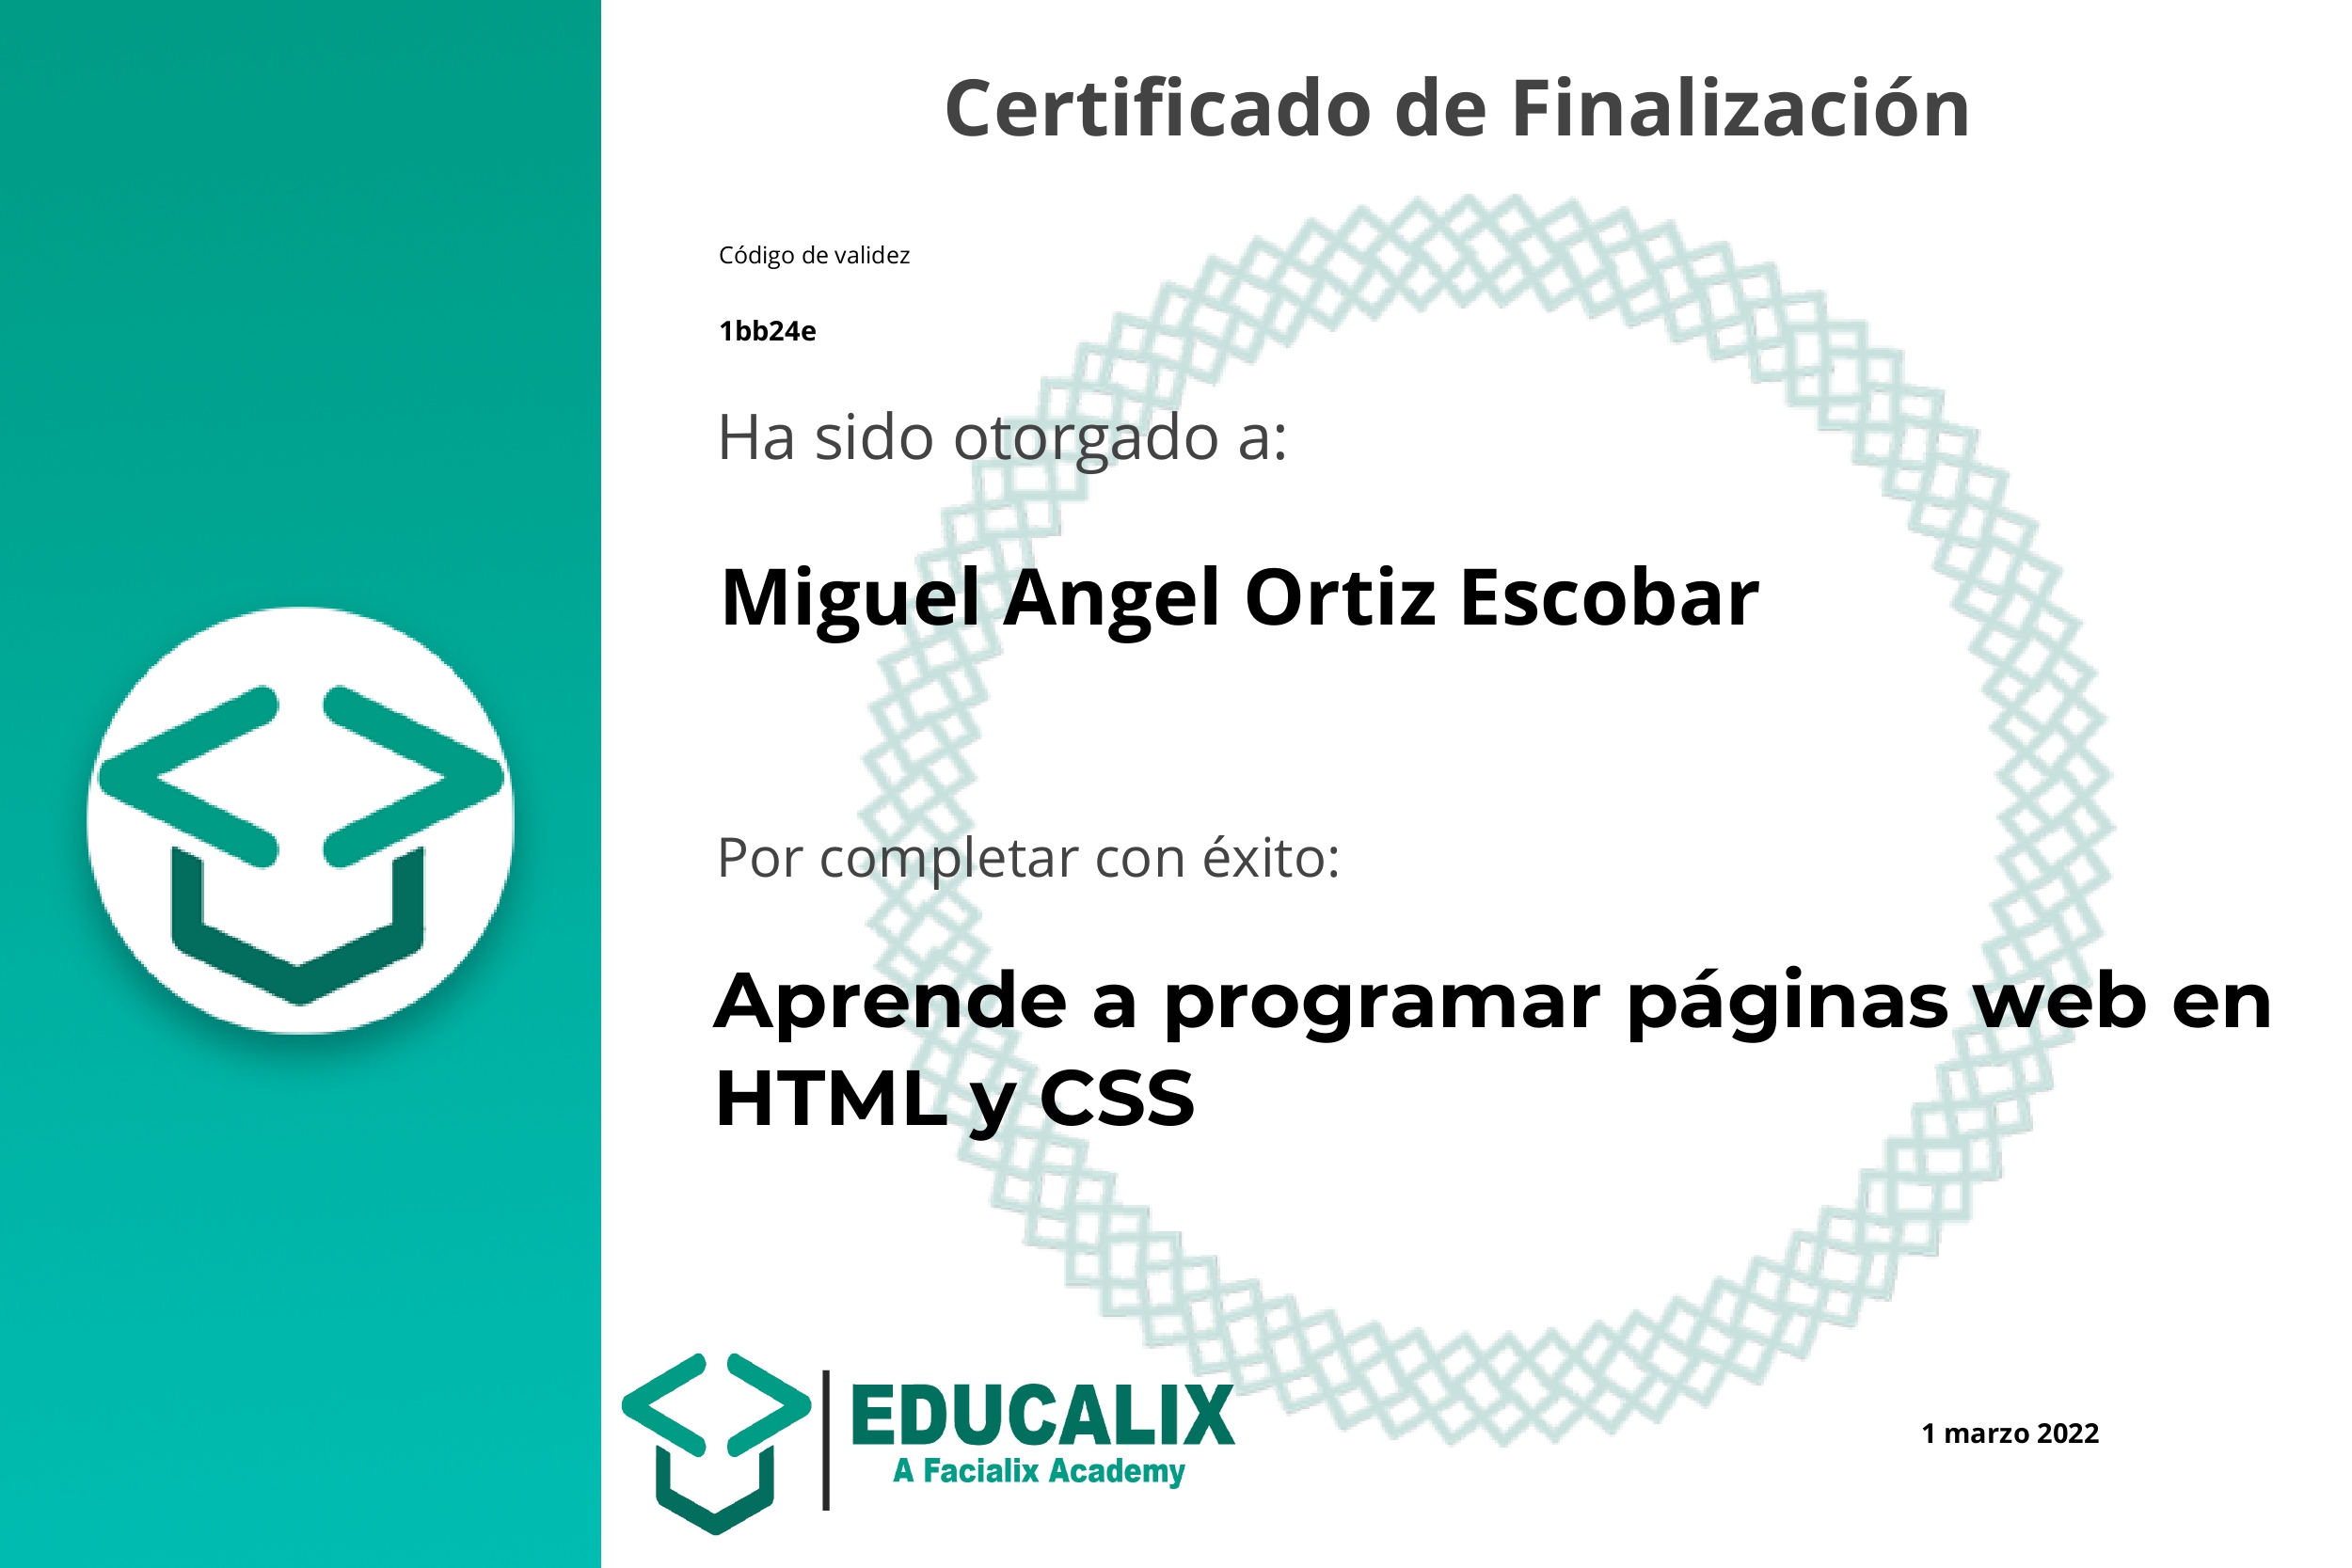 Certificado de Finalización
Código de validez
1bb24e
Ha sido otorgado a:
Miguel Angel Ortiz Escobar
Por completar con éxito:
Aprende a programar páginas web en
HTML y CSS
EDUCALIX
A Facialix Academy
1 marzo 2022